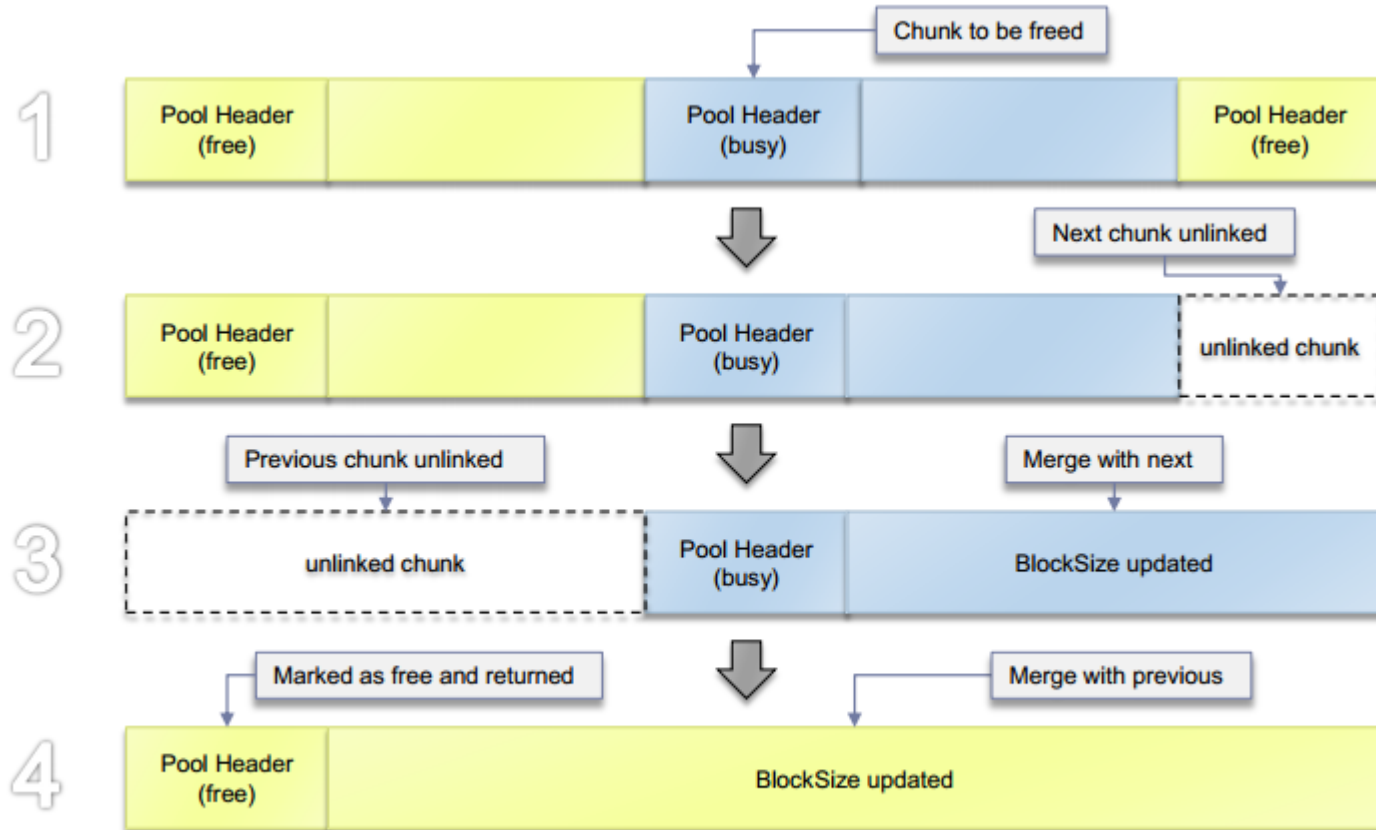 Chunk to be freed
1
Pool Header
(free)
Pool Header
(busy)
Pool Header
(free)
Next chunk unlinked
2
Pool Header
(free)
Pool Header
(busy)
unlinked chunk
Previous chunk unlinked
Merge with next
3
unlinked chunk
Pool Header
(busy)
BlockSize updated
Marked as free and returned
Merge with previous
4
Pool Header
(free)
BlockSize updated